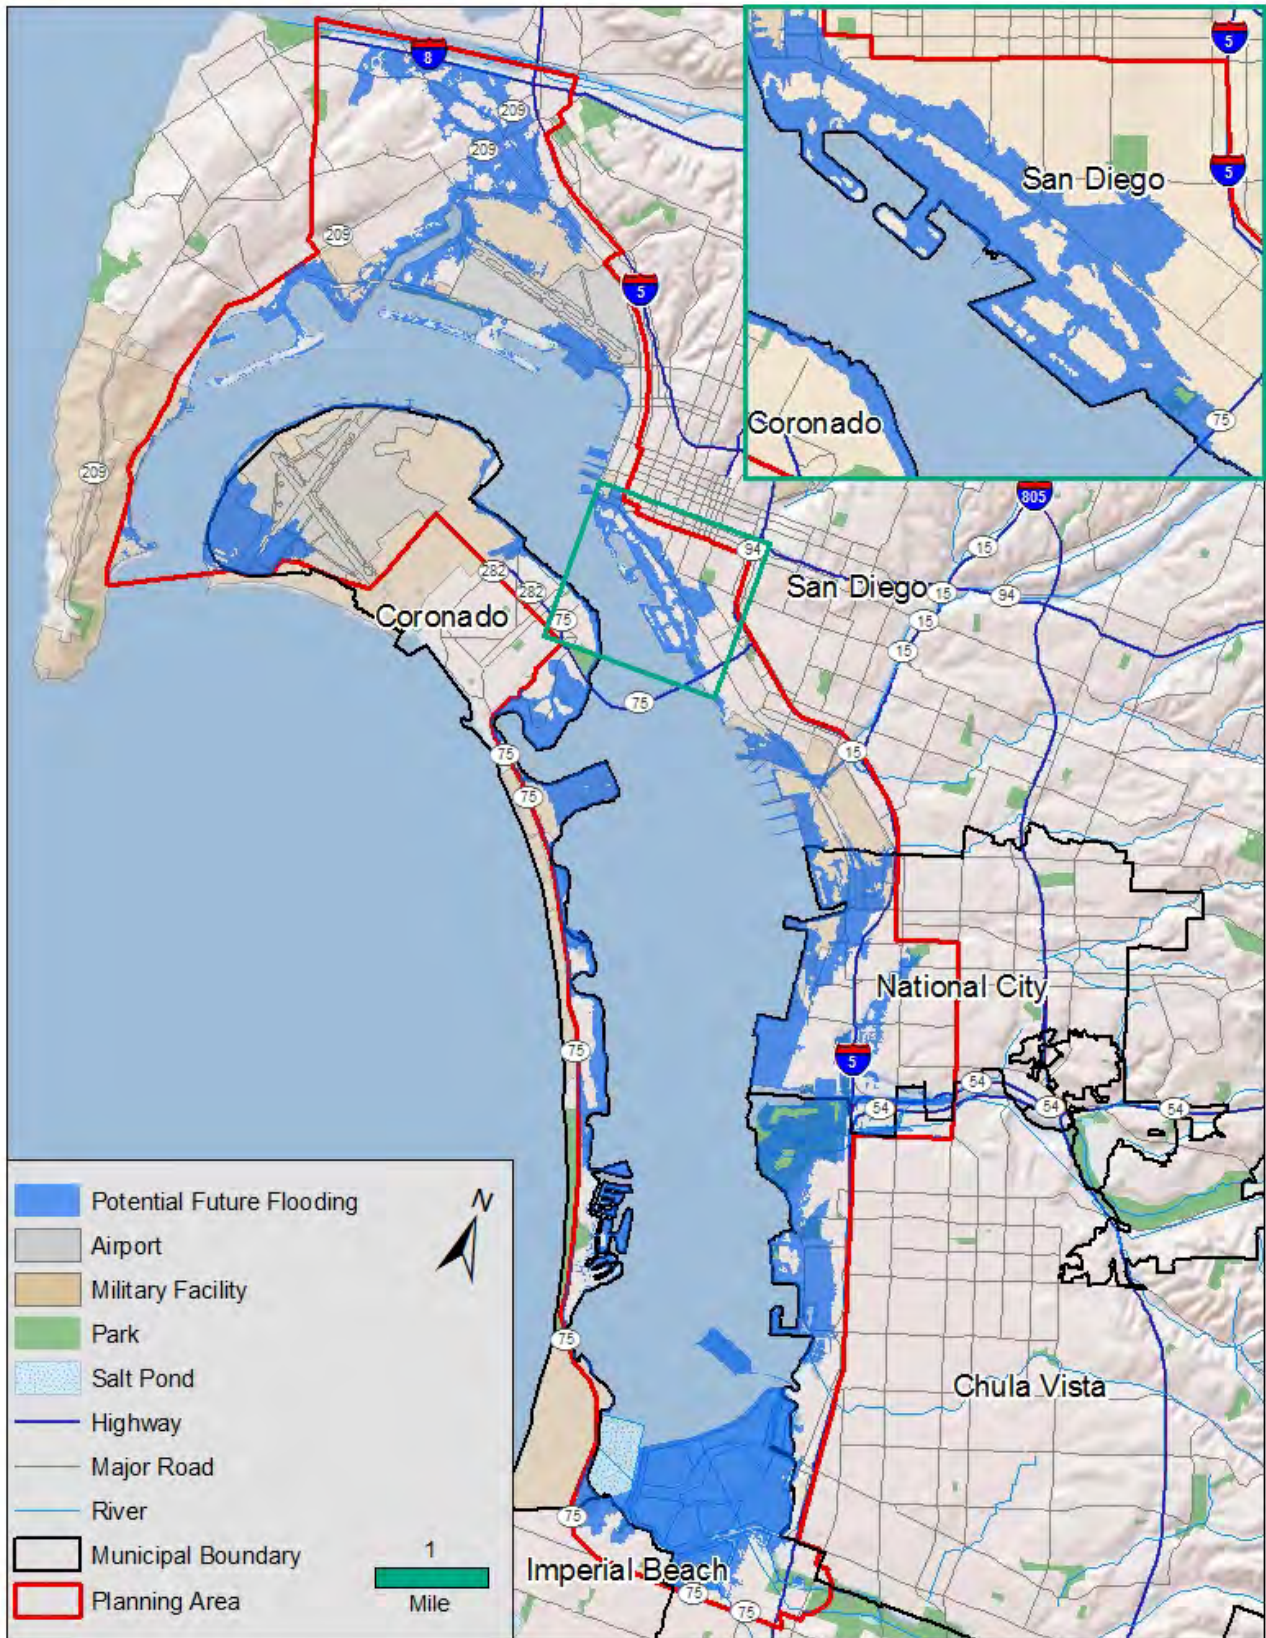 8
209
209
209
5
209
5
5
San Diego
Coronado
75
805
94
15
San Diego
15
94
15
15
282
282
Coronado
75
75
75
75
15
National City
75
5
54
54
54
54
75
Chula Vista
75
Imperial Beach
75
75
Potential Future Flooding
N
Airport
Military Facility
Park
Salt Pond
Highway
Major Road
River
Municipal Boundary
1
Planning Area
Mile